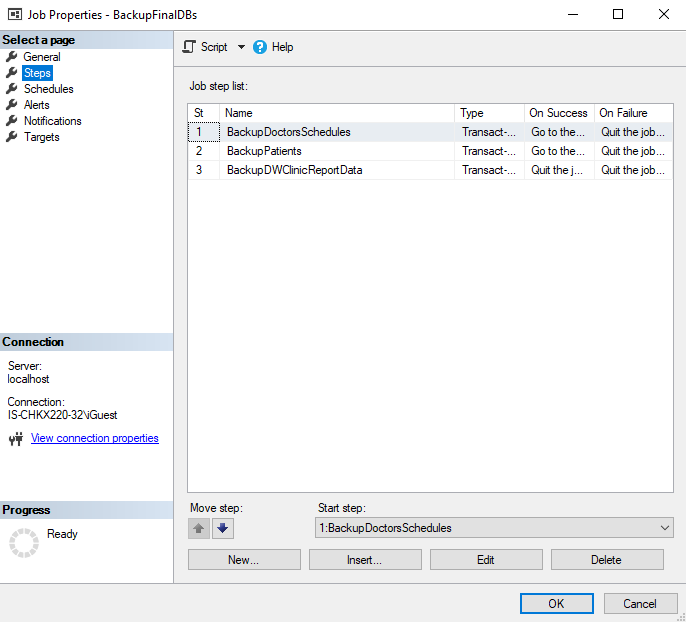 Job Properties - BackupFinalDBs
Select a page
General
Steps
Schedules
Alerts
Notifications
Targets
Connection
Server:
localhost
Connection:
IS-CHKX220-32\iGuest
View connection properties
Progress
Ready
Script Help
Job step list:
St Name Type On Success On Failure
1 BackupDoctorsSchedules Transact-... Go to the... Quit the job...
2 BackupPatients Transact-... Go to the... Quit the job...
3 BackupDWClinicReportData Transact-... Quit the j... Quit the job...
Move step: Start step:
1:BackupDoctorsSchedules
New... Insert... Edit Delete
OK Cancel